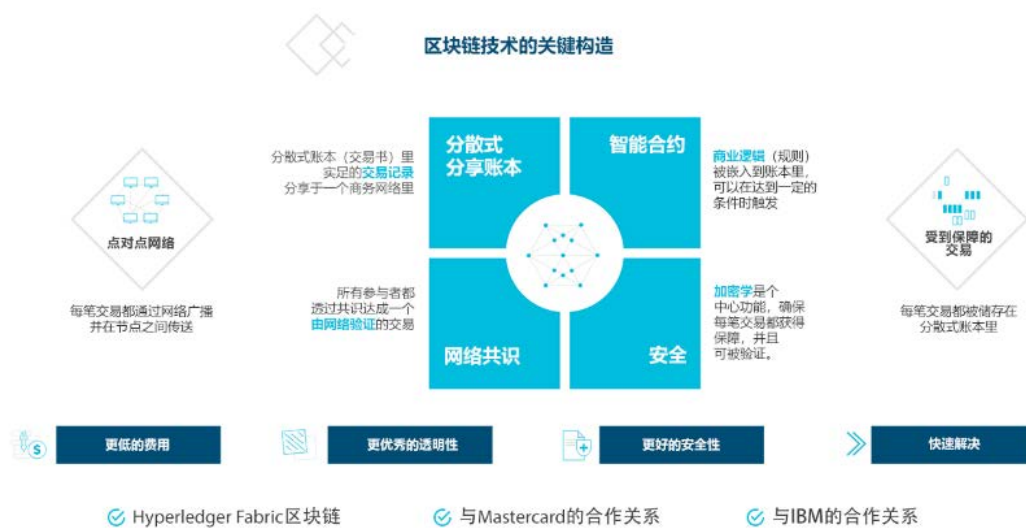 区块链技术的关键构造
点对点网络
每笔交易都通过网络广播
并在节点之间传送
分散式账本（交易书）里
实足的交易记录
分享于一个商务网络里
分散式
分享账本
智能合约
商业逻辑（规则）
被嵌入到账本里，
可以在达到一定的
条件时触发
所有参与者都
透过共识达成一个
由网络验证的交易
网络共识
安全
加密学是个
中心功能，确保
每笔交易都获得
保障，并且
可被验证。
受到保障的
交易
每笔交易都被储存在
分散式账本里
更低的费用
更优秀的透明性
更好的安全性
快速解决
Hyperledger Fabric区块链
与Mastercard的合作关系
与IBM的合作关系